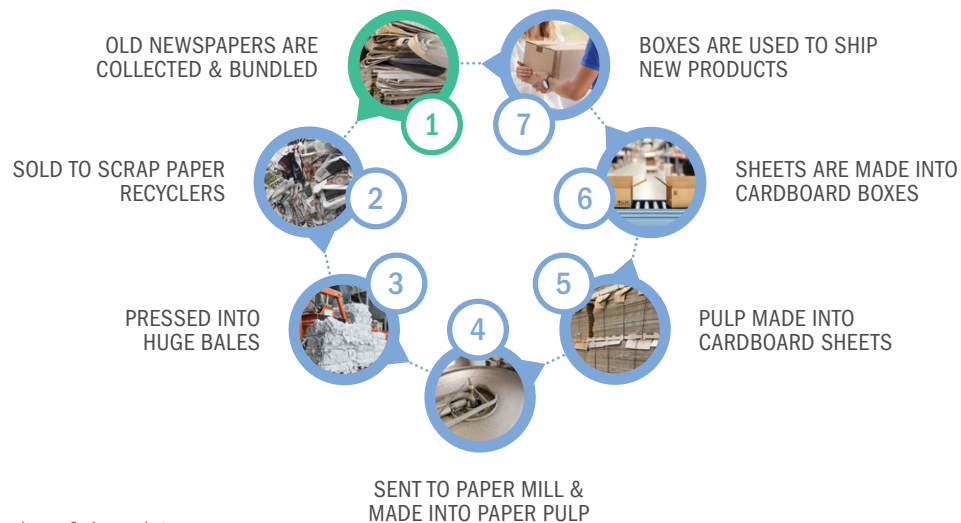 OLD NEWSPAPERS ARE
COLLECTED & BUNDLED
1
SOLD TO SCRAP PAPER
RECYCLERS
2
PRESSED INTO
HUGE BALES
3
4
SENT TO PAPER MILL &
MADE INTO PAPER PULP
5
PULP MADE INTO
CARDBOARD SHEETS
6
SHEETS ARE MADE INTO
CARDBOARD BOXES
7
BOXES ARE USED TO SHIP
NEW PRODUCTS